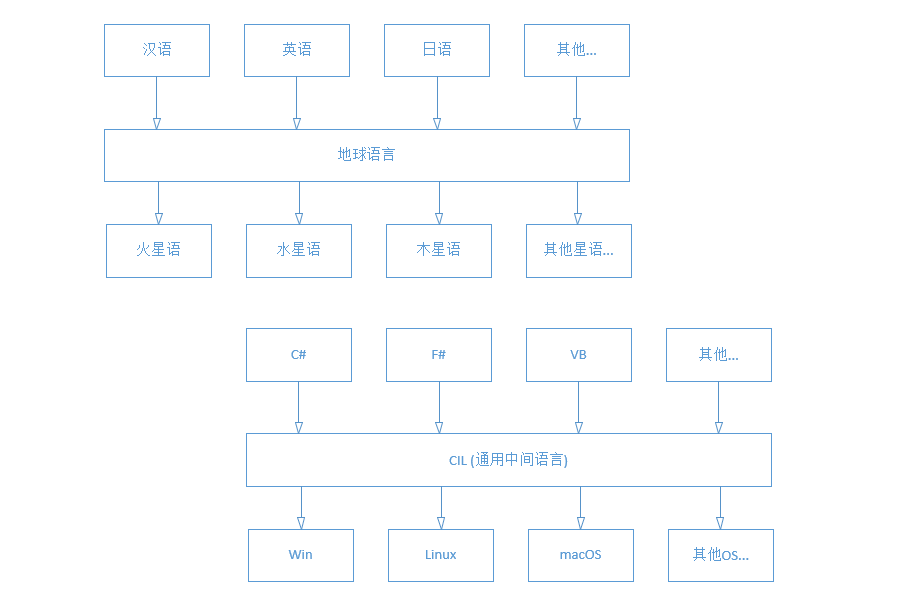 汉语
英语
日语
其他...
地球语言
火星语
水星语
木星语
其他星语...
C#
F#
VB
其他...
CIL (通用中间语言)
Win
Linux
macOS
其他OS...